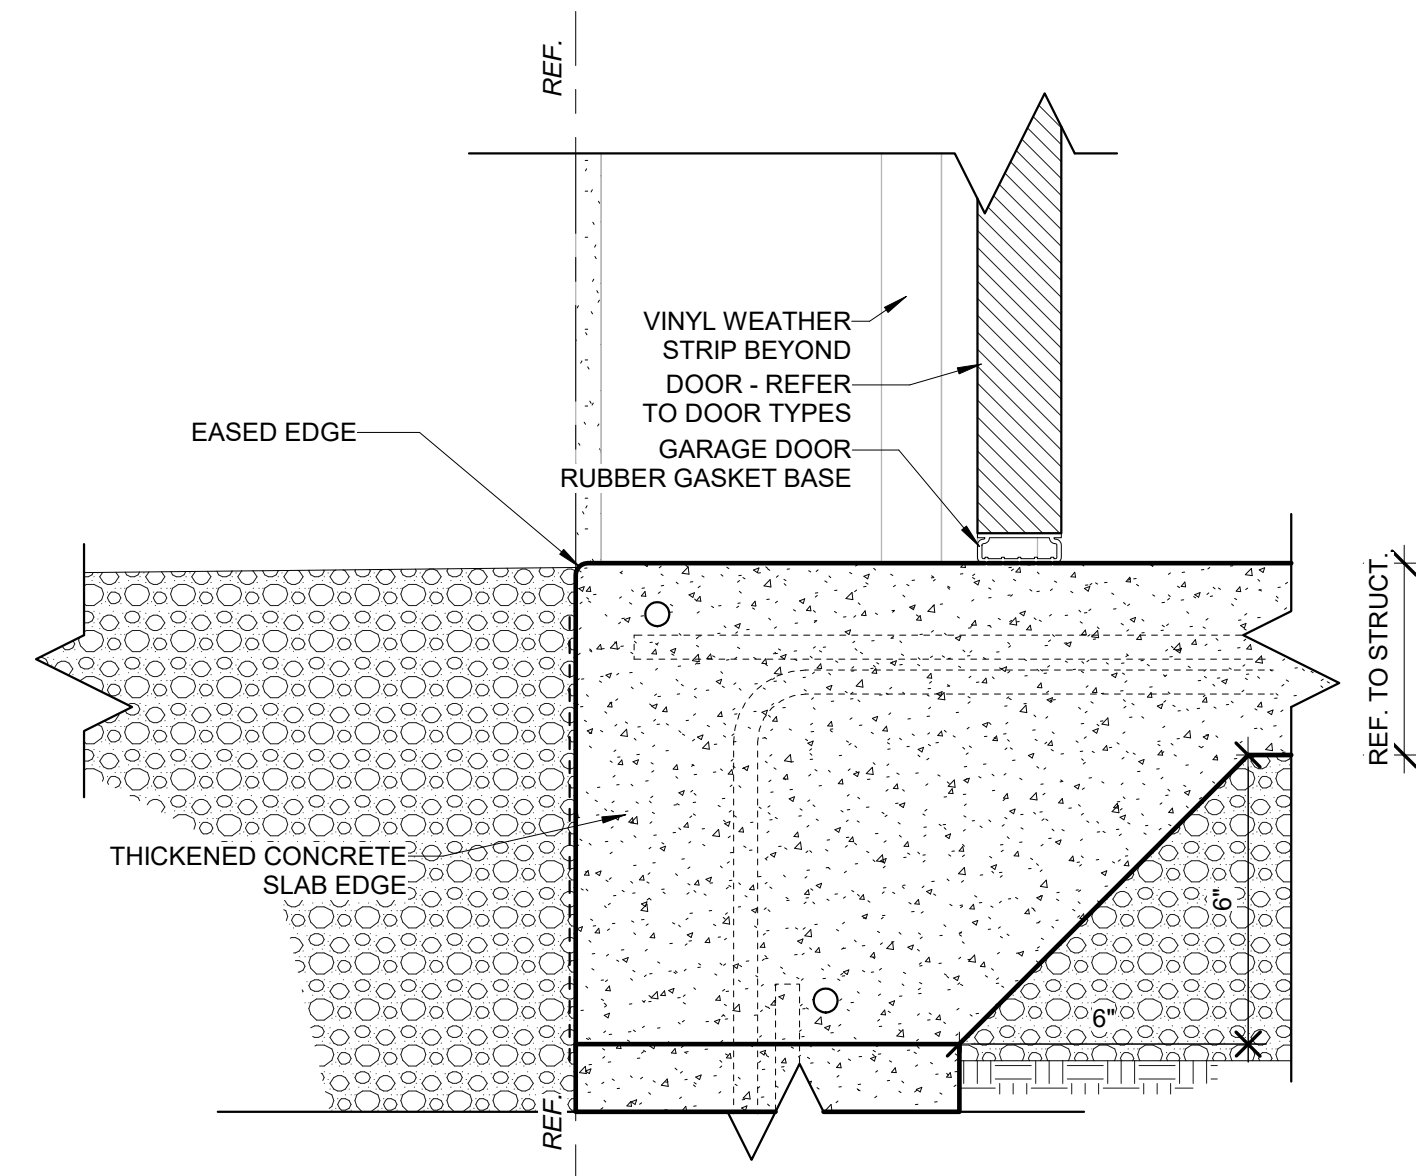 REF.
VINYL WEATHER
STRIP BEYOND
DOOR - REFER
TO DOOR TYPES
EASED EDGE
GARAGE DOOR
RUBBER GASKET BASE
REF. TO STRUCT.
THICKENED CONCRETE
SLAB EDGE
6"
6"
REF.